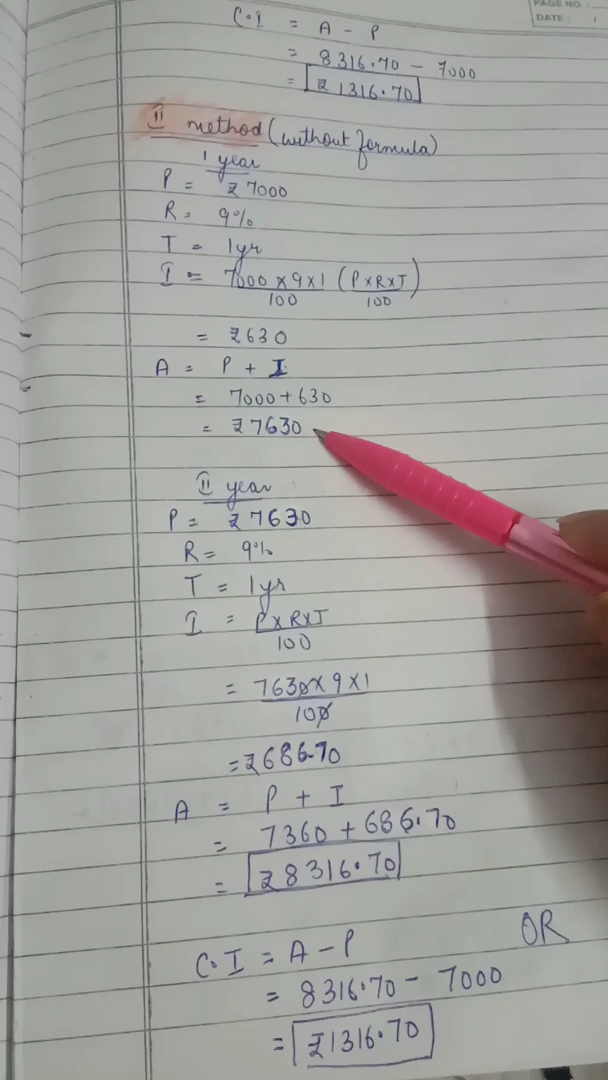 PAGE NO.:
DATE: /
C.I = A - P
= 8316.70 - 7000
= ₹1316.70
II method (without formula)
1 year
P = ₹7000
R = 9%
T = 1yr
I = 7000 x 9 x 1 / 100 (P x R x T / 100)
= ₹630
A = P + I
= 7000 + 630
= ₹7630
II year
P = ₹7630
R = 9%
T = 1yr
I = P x R x T / 100
= 7630 x 9 x 1 / 100
= ₹686.70
A = P + I
= 7360 + 686.70
= ₹8316.70
OR
C.I = A - P
= 8316.70 - 7000
= ₹1316.70